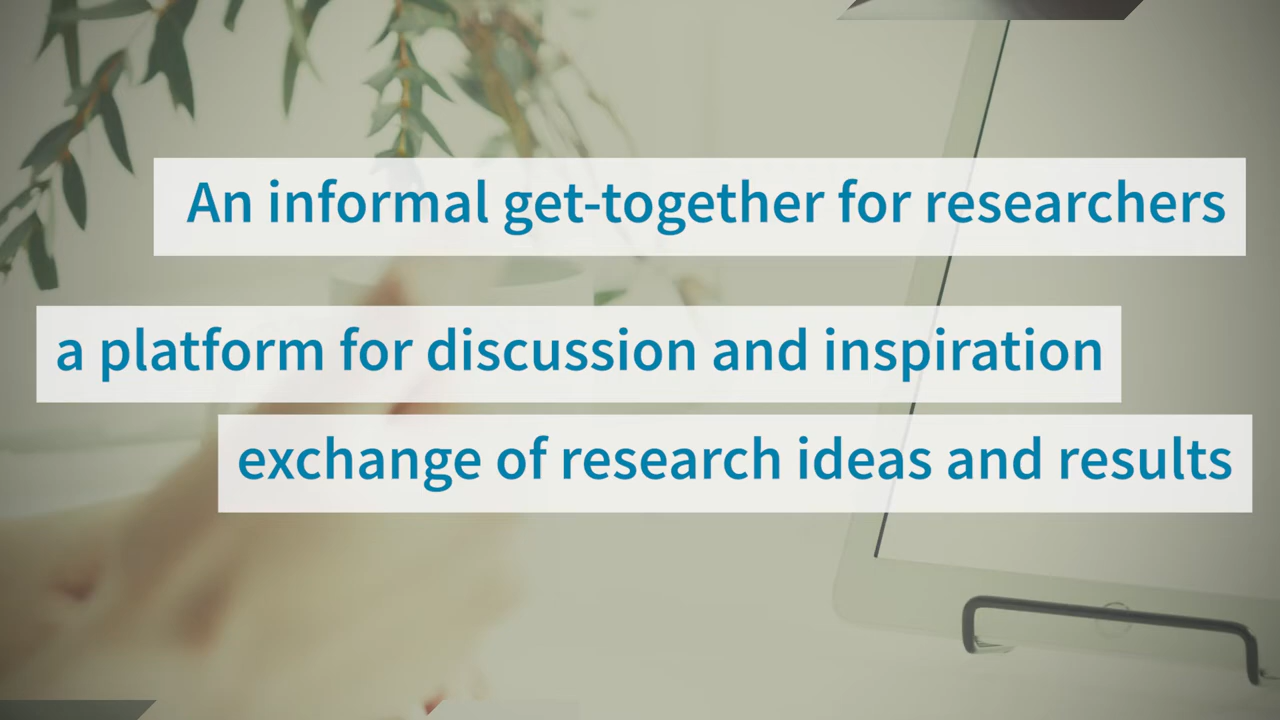 An informal get-together for researchers
a platform for discussion and inspiration
exchange of research ideas and results